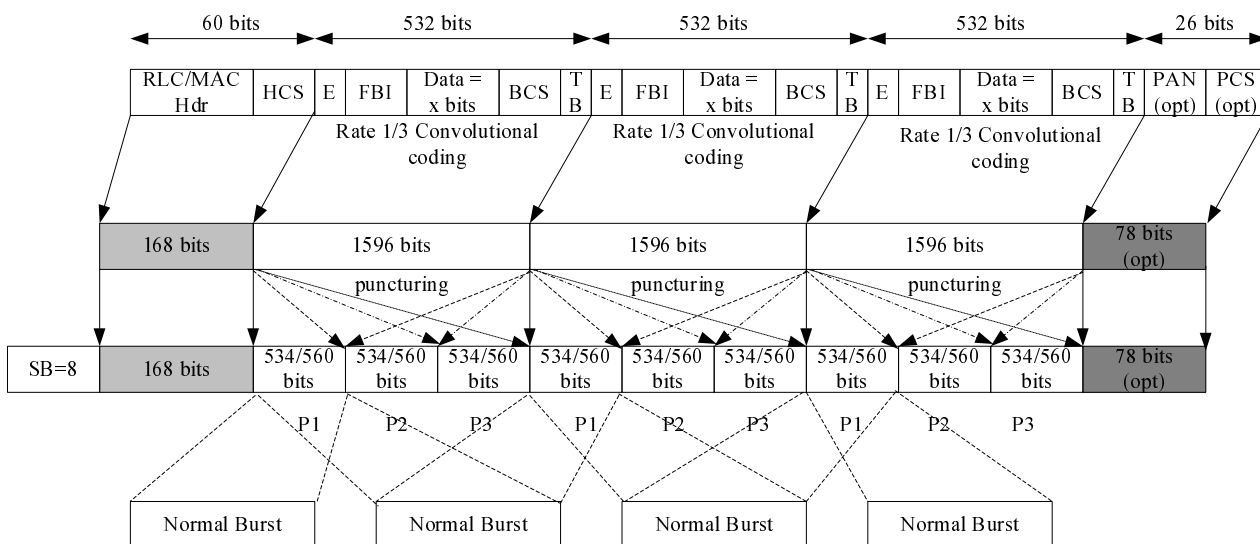 60 bits 532 bits 532 bits 532 bits 26 bits
RLC/MAC Hdr HCS E FBI Data = x bits BCS T B E FBI Data = x bits BCS T B E FBI Data = x bits BCS T B PAN (opt) PCS (opt)
Rate 1/3 Convolutional coding
Rate 1/3 Convolutional coding
Rate 1/3 Convolutional coding
168 bits 1596 bits 1596 bits 1596 bits 78 bits (opt)
puncturing puncturing puncturing
SB=8 168 bits 534/560 bits 534/560 bits 534/560 bits 534/560 bits 534/560 bits 534/560 bits 534/560 bits 534/560 bits 534/560 bits 78 bits (opt)
P1 P2 P3 P1 P2 P3 P1 P2 P3
Normal Burst Normal Burst Normal Burst Normal Burst